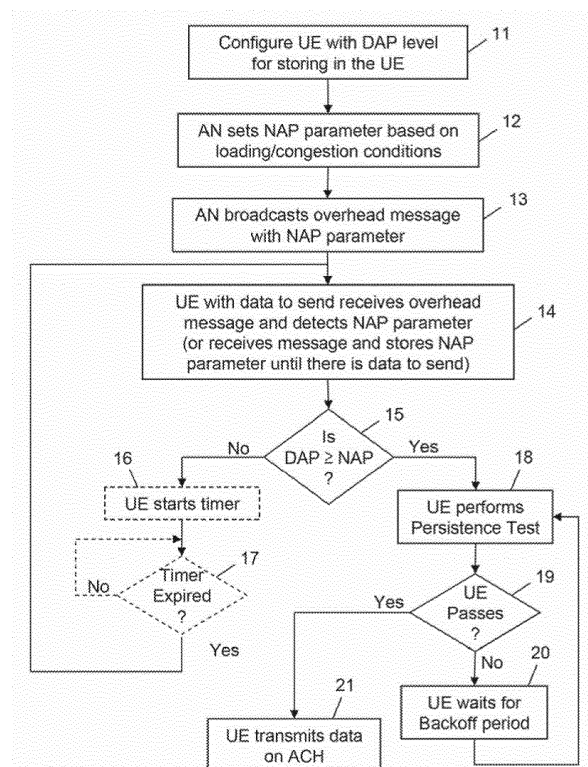 Configure UE with DAP level
for storing in the UE
11
AN sets NAP parameter based on
loading/congestion conditions
12
AN broadcasts overhead message
with NAP parameter
13
UE with data to send receives overhead
message and detects NAP parameter
(or receives message and stores NAP
parameter until there is data to send)
14
15
Is
DAP ≥ NAP
?
No
Yes
16
UE starts timer
17
Timer
Expired
?
No
Yes
18
UE performs
Persistence Test
19
UE
Passes
?
Yes
No
20
UE waits for
Backoff period
21
UE transmits data
on ACH